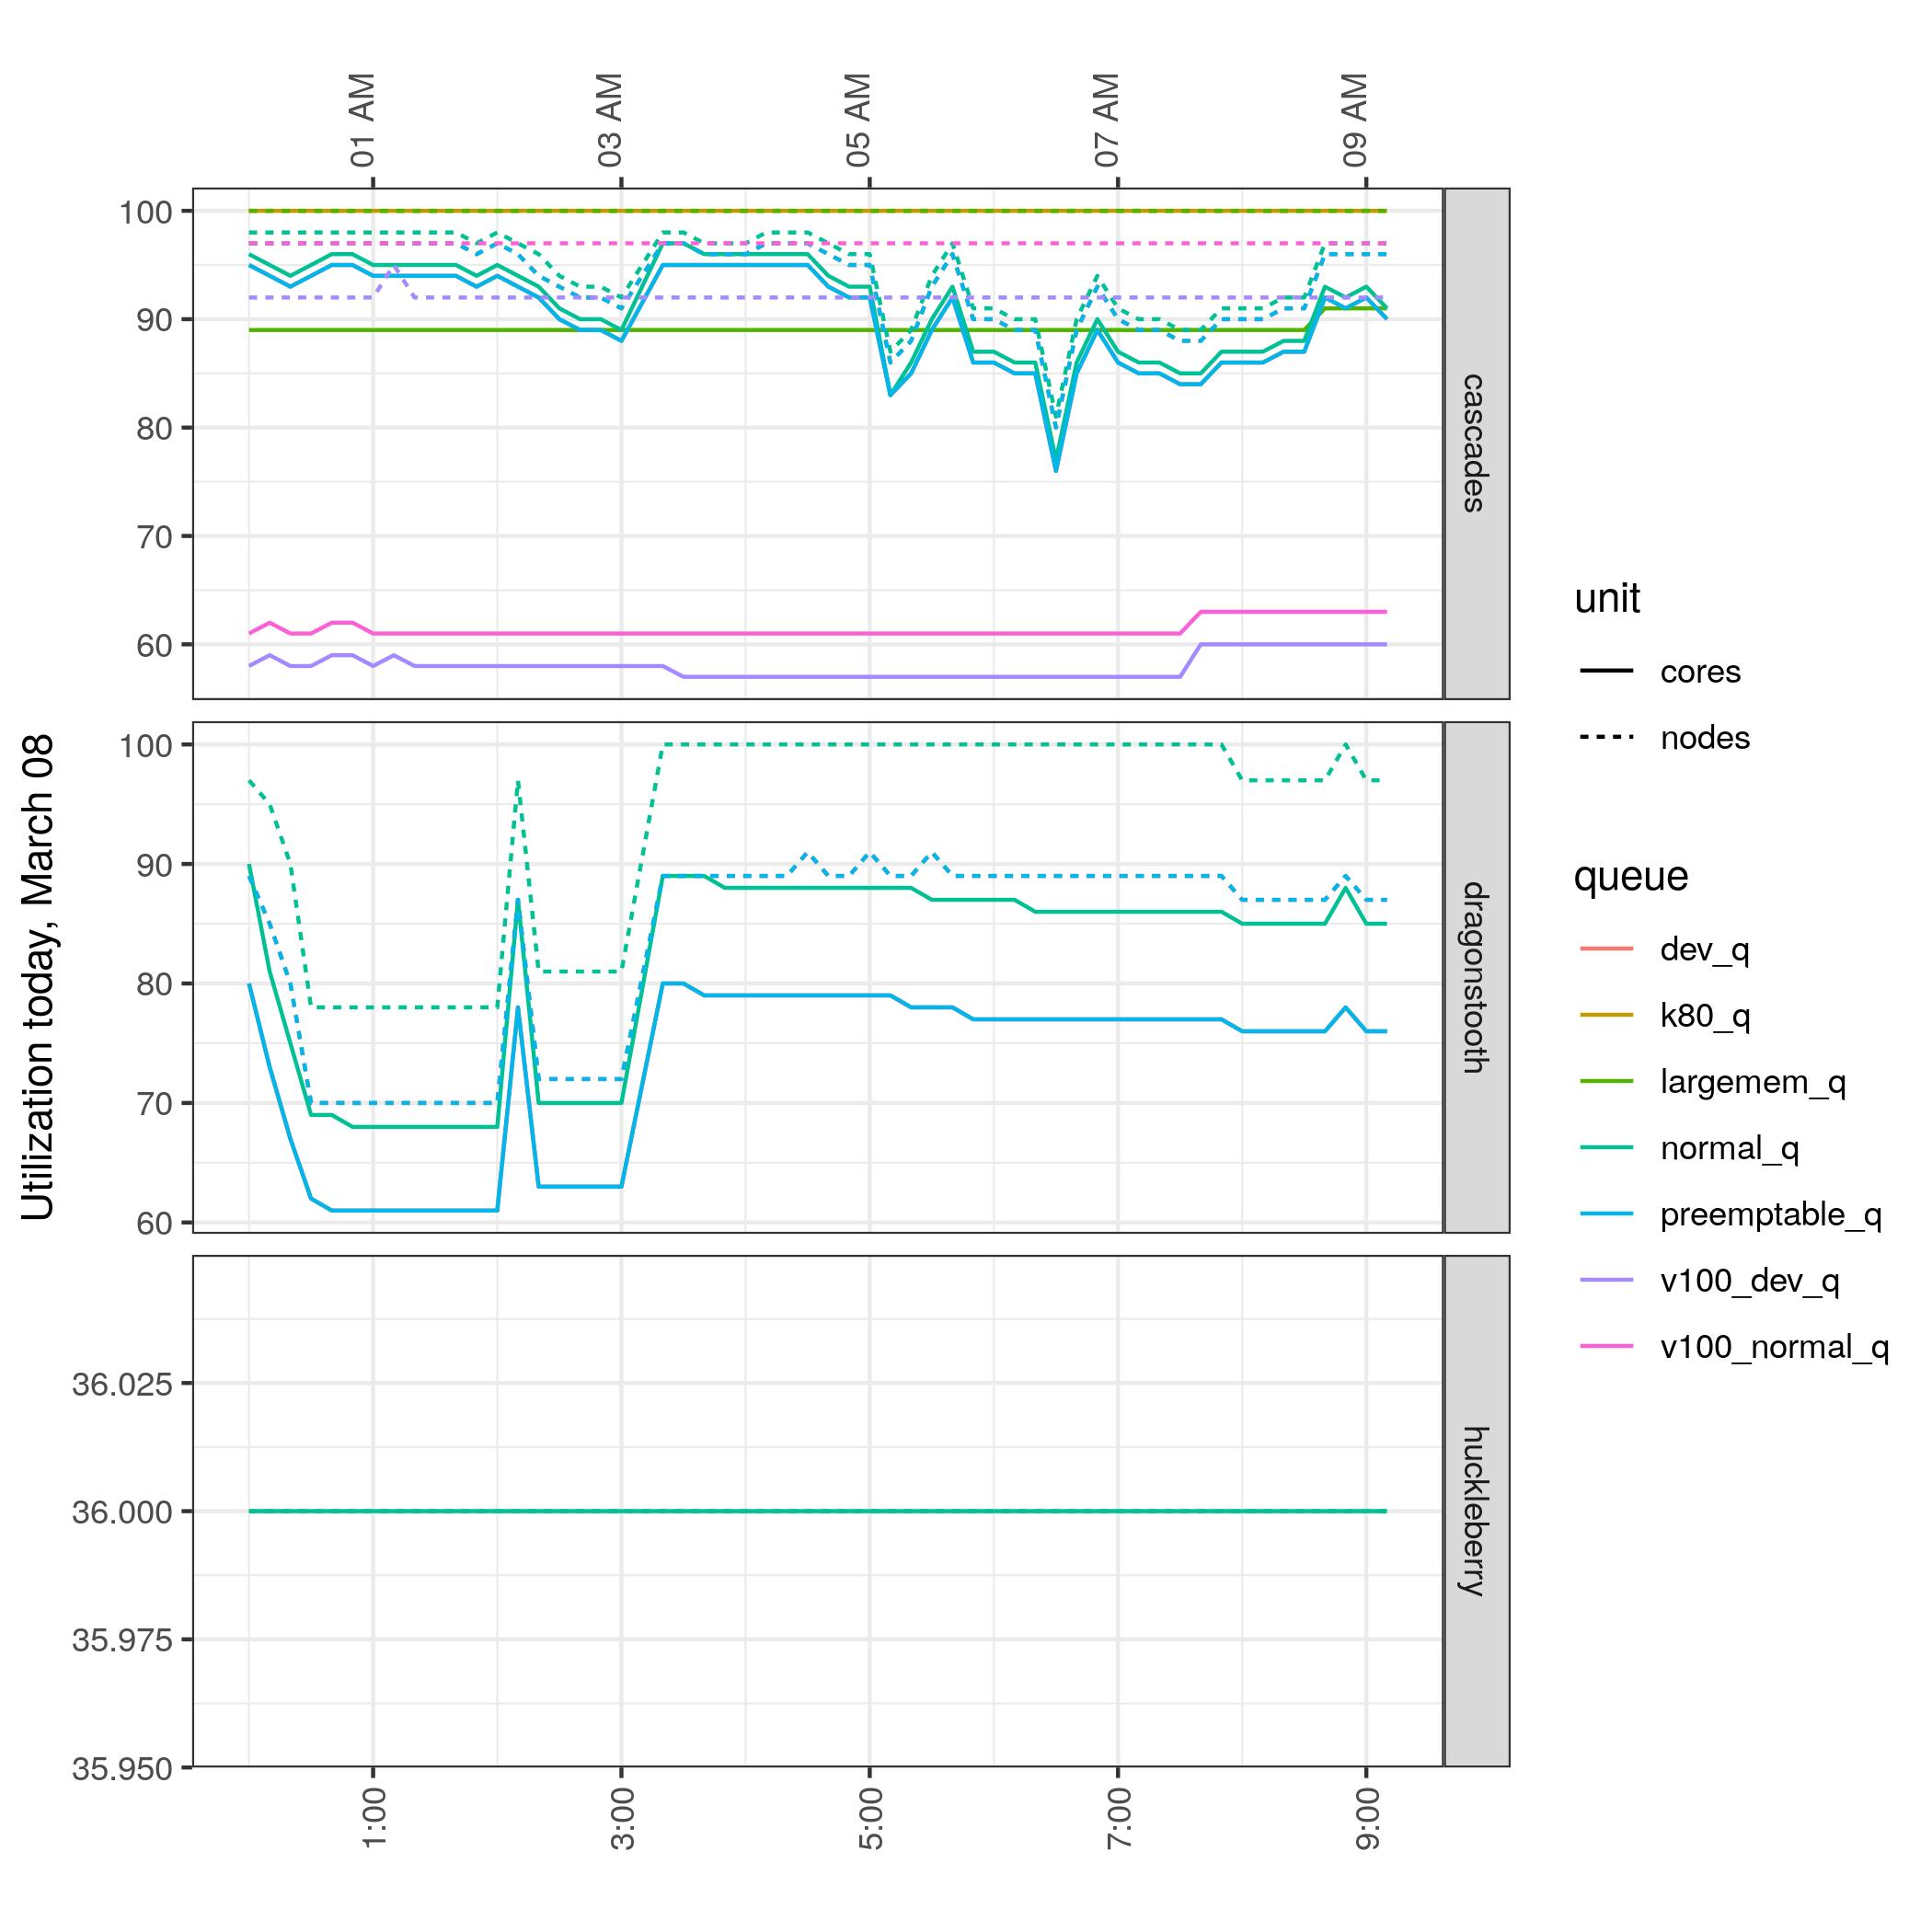 01 AM
03 AM
05 AM
07 AM
09 AM
Utilization today, March 08
100
90
80
70
60
cascades
100
90
80
70
60
dragonstooth
36.025
36.000
35.975
35.950
huckleberry
1:00
3:00
5:00
7:00
9:00
unit
cores
nodes
queue
dev_q
k80_q
largemem_q
normal_q
preemptable_q
v100_dev_q
v100_normal_q